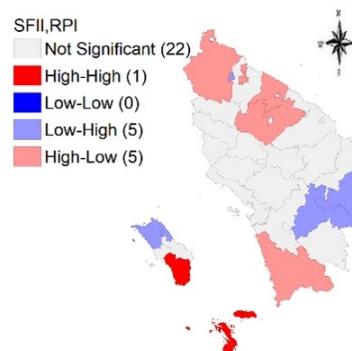 SFII,RPI
Not Significant (22)
High-High (1)
Low-Low (0)
Low-High (5)
High-Low (5)